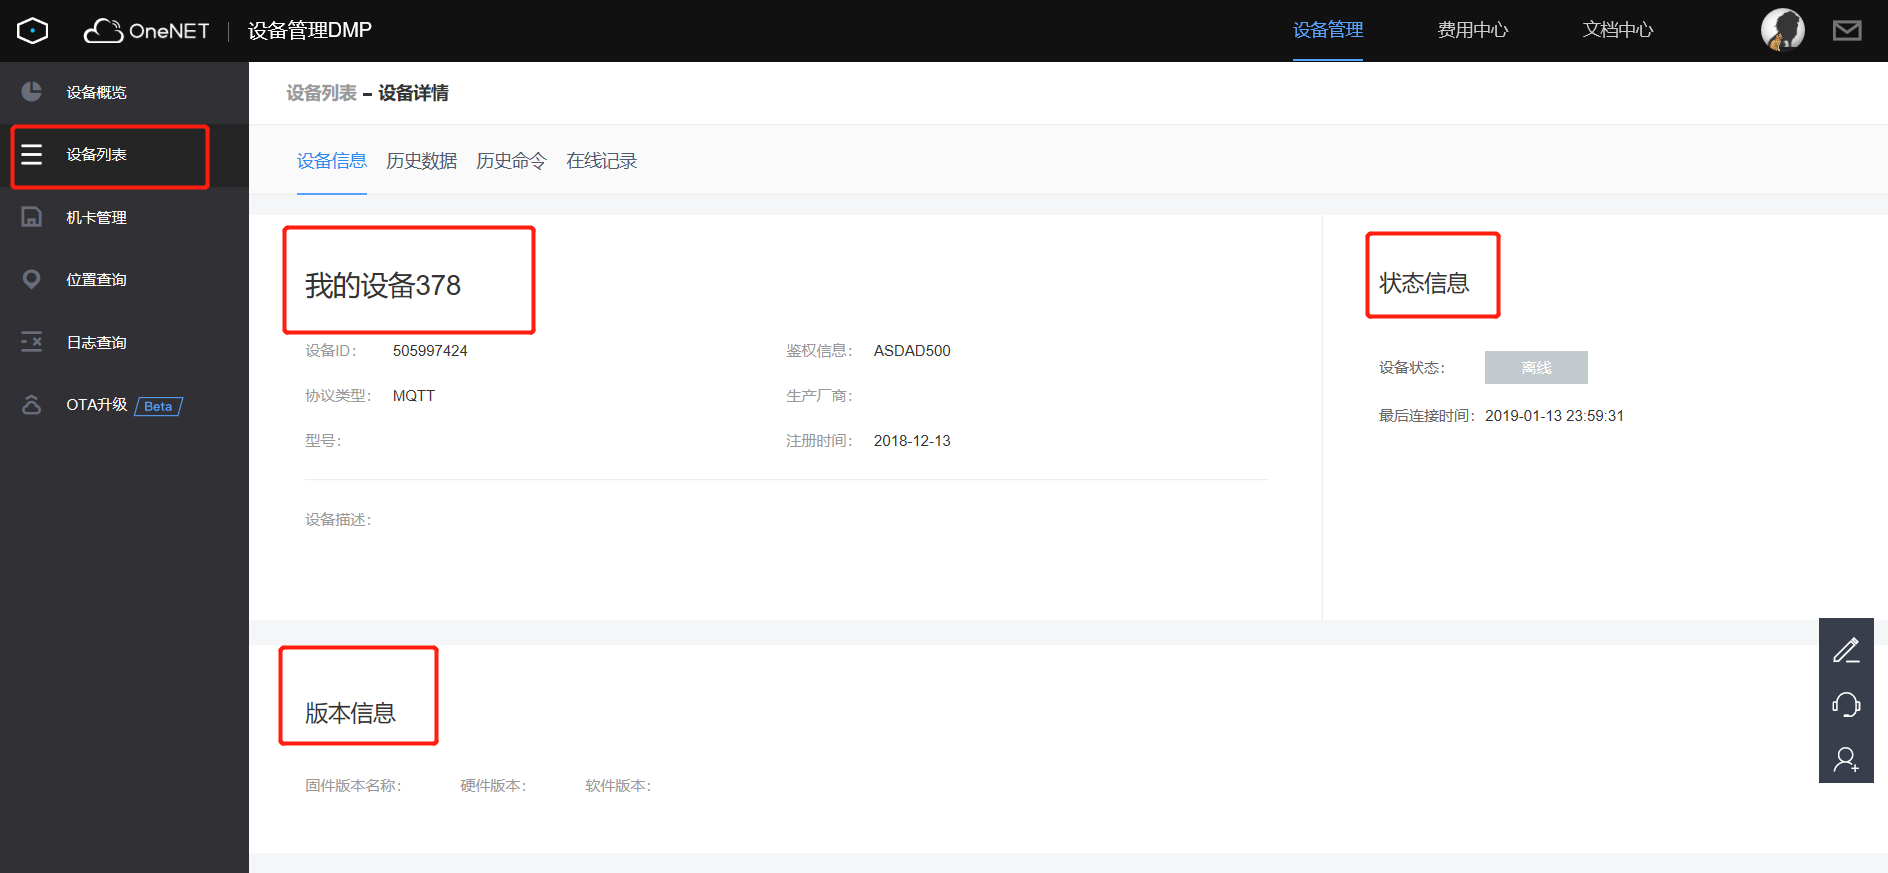 OneNET 设备管理DMP 设备管理 费用中心 文档中心
设备概览
设备列表
机卡管理
位置查询
日志查询
OTA升级 Beta
设备列表 – 设备详情
设备信息 历史数据 历史命令 在线记录
我的设备378
设备ID： 505997424 鉴权信息： ASDAD500
协议类型： MQTT 生产厂商：
型号： 注册时间： 2018-12-13
设备描述：
状态信息
设备状态： 离线
最后连接时间： 2019-01-13 23:59:31
版本信息
固件版本名称： 硬件版本： 软件版本：